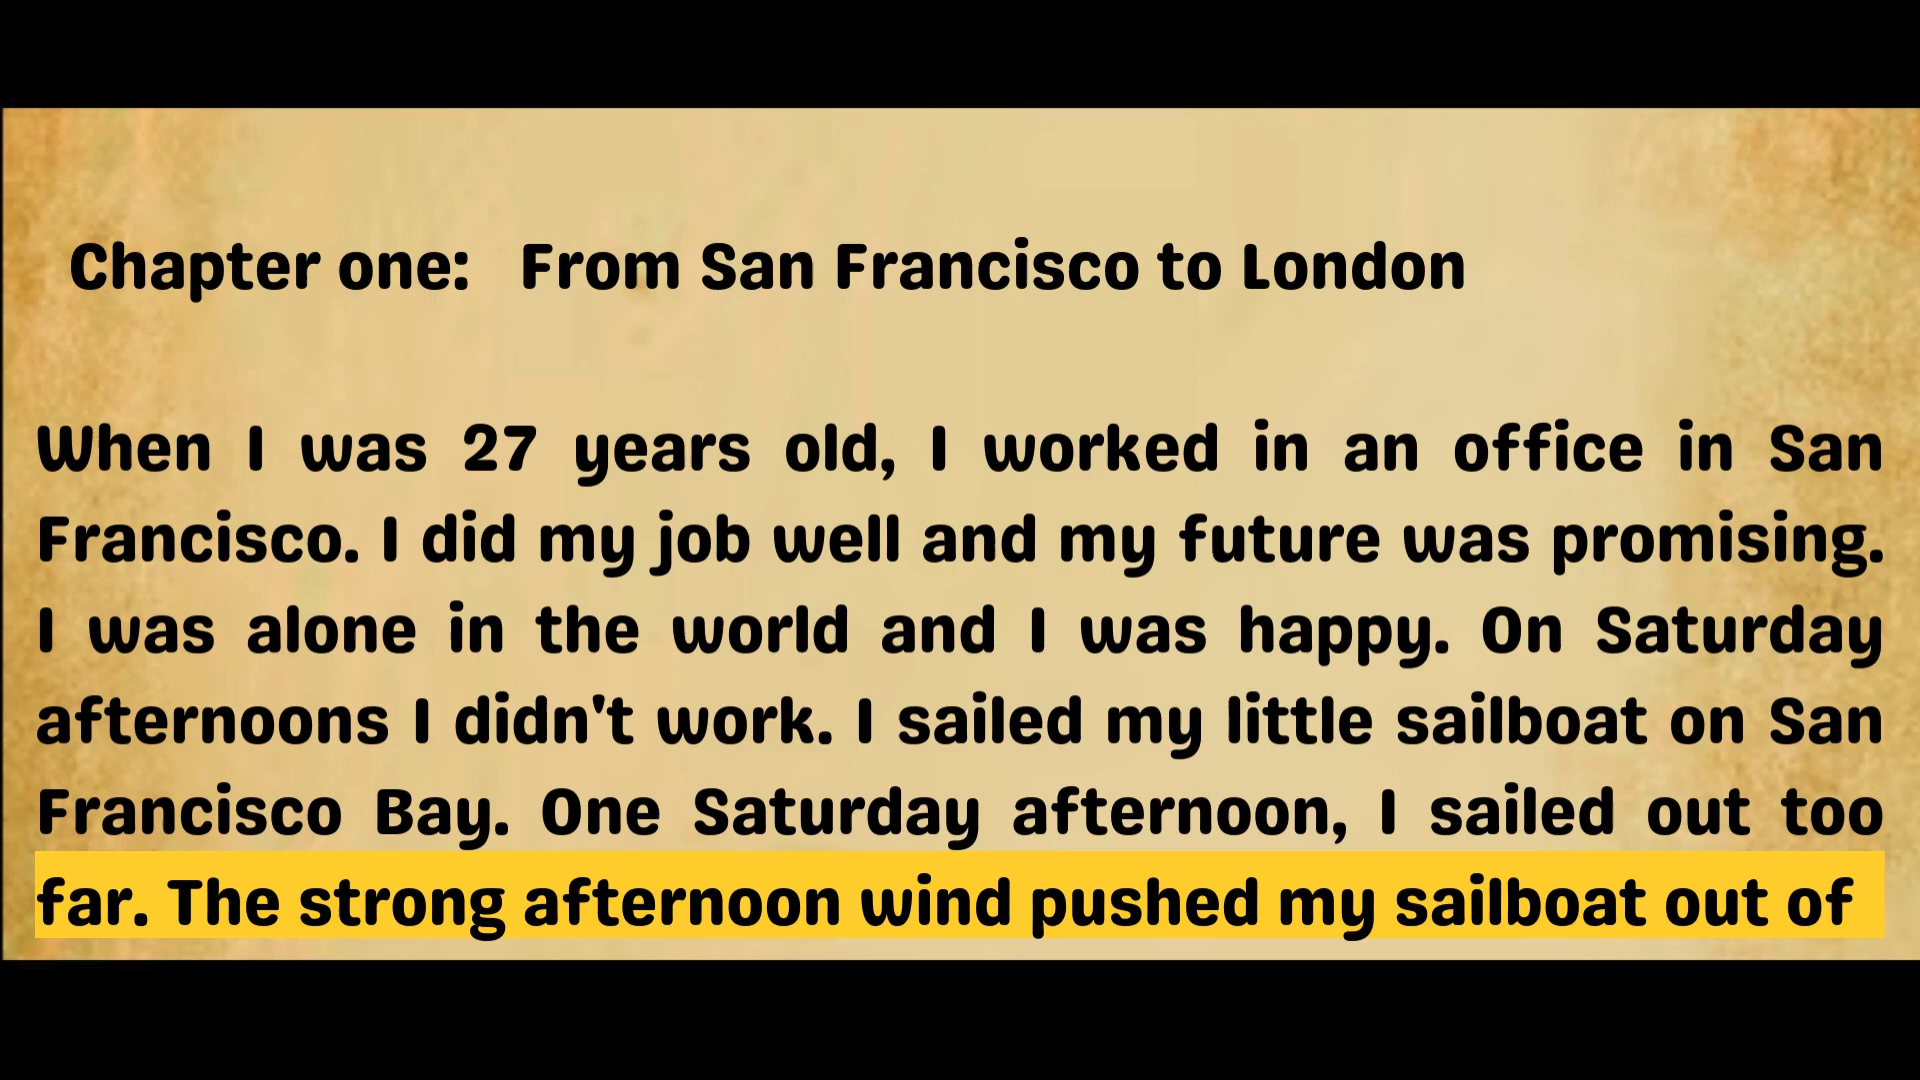 Chapter one: From San Francisco to London
When I was 27 years old, I worked in an office in San
Francisco. I did my job well and my future was promising.
I was alone in the world and I was happy. On Saturday
afternoons I didn't work. I sailed my little sailboat on San
Francisco Bay. One Saturday afternoon, I sailed out too
far. The strong afternoon wind pushed my sailboat out of